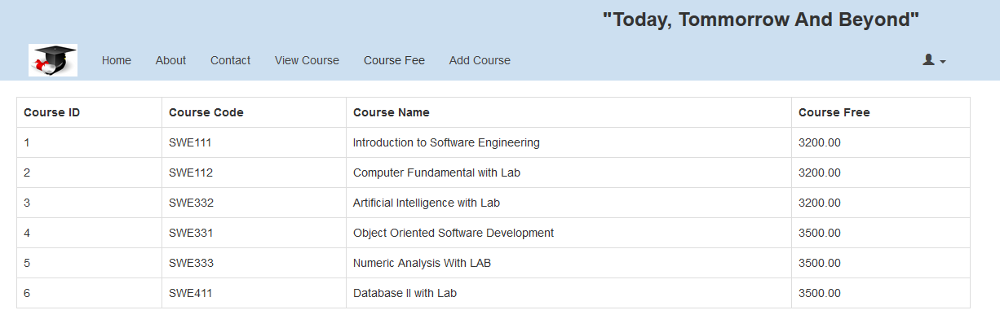 "Today, Tommorrow And Beyond"
Home About Contact View Course Course Fee Add Course
Course ID Course Code Course Name Course Free
1 SWE111 Introduction to Software Engineering 3200.00
2 SWE112 Computer Fundamental with Lab 3200.00
3 SWE332 Artificial Intelligence with Lab 3200.00
4 SWE331 Object Oriented Software Development 3500.00
5 SWE333 Numeric Analysis With LAB 3500.00
6 SWE411 Database II with Lab 3500.00